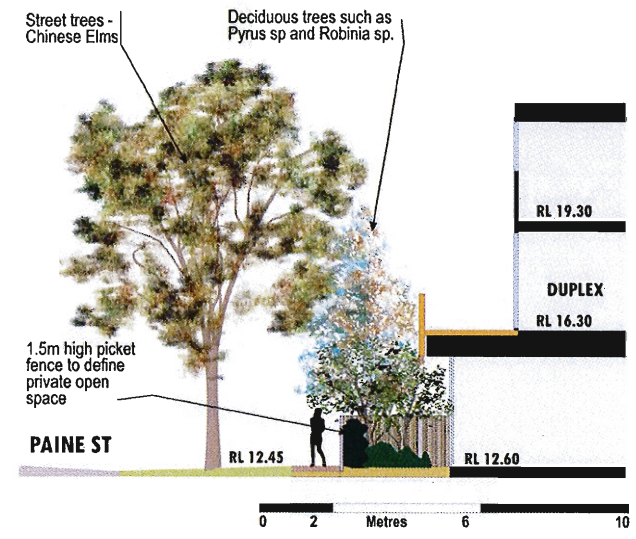 Street trees -
Chinese Elms
Deciduous trees such as
Pyrus sp and Robinia sp.
RL 19.30
DUPLEX
RL 16.30
1.5m high picket
fence to define
private open
space
PAINE ST
RL 12.45
RL 12.60
0 2 Metres 6 10